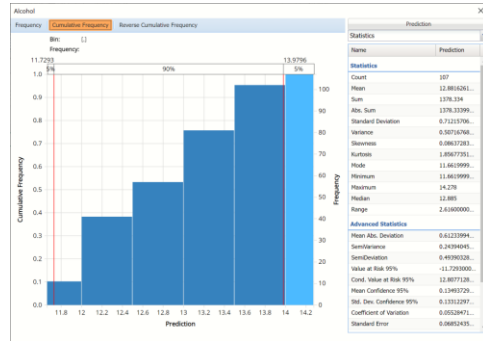 Alcohol
Frequency Cumulative Frequency Reverse Cumulative Frequency
Bin: [,]
Frequency:
11.7293 13.9796
5% 90% 5%
1.0
0.9
0.8
0.7
0.6
0.5
0.4
0.3
0.2
0.1
0.0
Cumulative Frequency
100
90
80
70
60
50
40
30
20
10
0
Frequency
11.8 12 12.2 12.4 12.6 12.8 13 13.2 13.4 13.6 13.8 14 14.2
Prediction
Prediction
Statistics
Name Prediction
Statistics
Count 107
Mean 12.8816261...
Sum 1378.334
Abs. Sum 1378.33399...
Standard Deviation 0.71215706...
Variance 0.50716768...
Skewness 0.08637283...
Kurtosis 1.85677351...
Mode 11.6619999...
Minimum 11.6619999...
Maximum 14.278
Median 12.885
Range 2.61600000...
Advanced Statistics
Mean Abs. Deviation 0.61233994...
SemiVariance 0.24394045...
SemiDeviation 0.49390328...
Value at Risk 95% -11.7293000...
Cond. Value at Risk 95% 12.8077128...
Mean Confidence 95% 0.13493729...
Std. Dev. Confidence 95% 0.13312297...
Coefficient of Variation 0.05528471...
Standard Error 0.06852435...